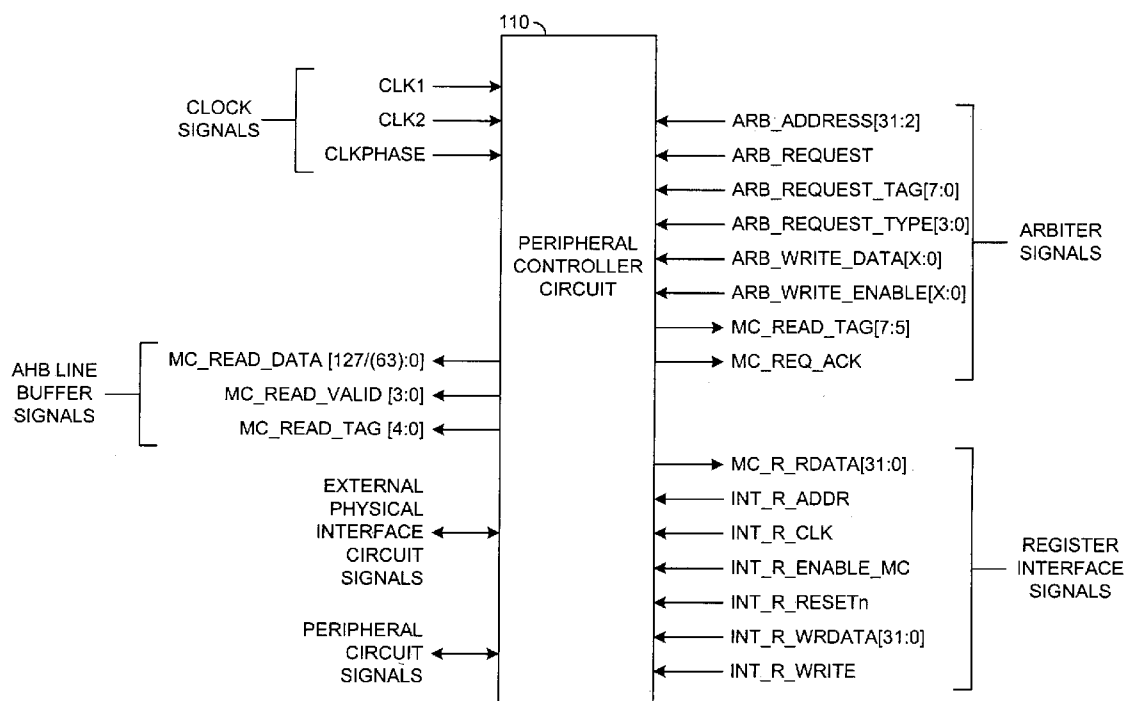 110
CLOCK
SIGNALS
CLK1
CLK2
CLKPHASE
PERIPHERAL
CONTROLLER
CIRCUIT
ARB_ADDRESS[31:2]
ARB_REQUEST
ARB_REQUEST_TAG[7:0]
ARB_REQUEST_TYPE[3:0]
ARB_WRITE_DATA[X:0]
ARB_WRITE_ENABLE[X:0]
MC_READ_TAG[7:5]
MC_REQ_ACK
ARBITER
SIGNALS
AHB LINE
BUFFER
SIGNALS
MC_READ_DATA [127/(63):0]
MC_READ_VALID [3:0]
MC_READ_TAG [4:0]
EXTERNAL
PHYSICAL
INTERFACE
CIRCUIT
SIGNALS
PERIPHERAL
CIRCUIT
SIGNALS
MC_R_RDATA[31:0]
INT_R_ADDR
INT_R_CLK
INT_R_ENABLE_MC
INT_R_RESETn
INT_R_WRDATA[31:0]
INT_R_WRITE
REGISTER
INTERFACE
SIGNALS